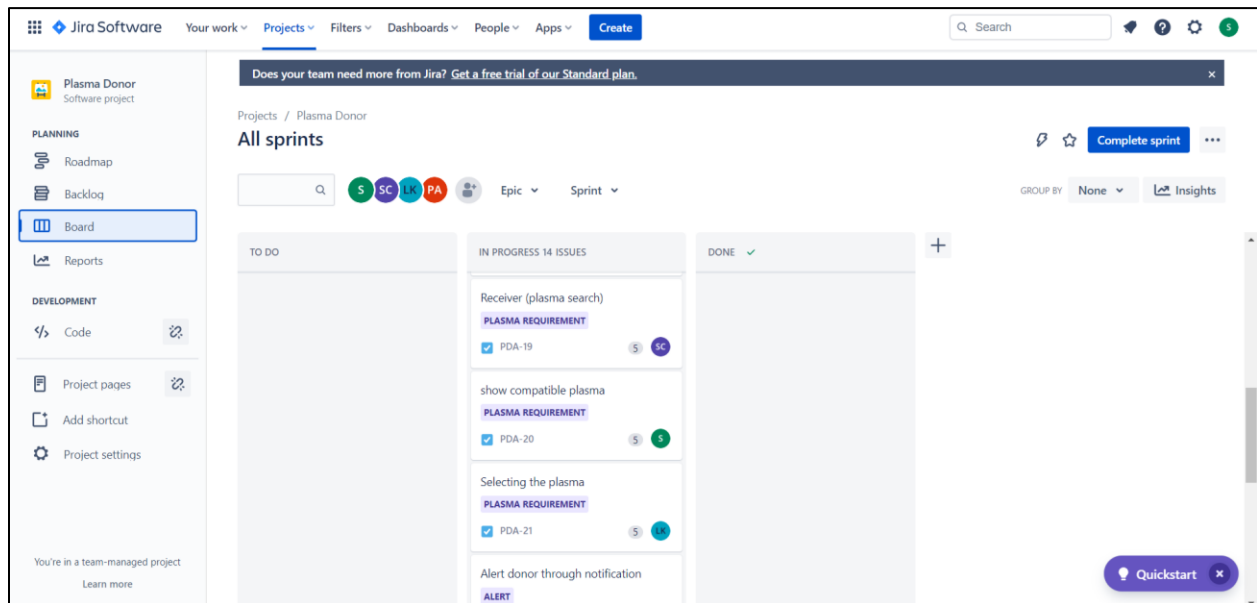 Jira Software Your work Projects Filters Dashboards People Apps Create Search S
Does your team need more from Jira? Get a free trial of our Standard plan.
Plasma Donor
Software project
PLANNING
Roadmap
Backlog
Board
Reports
DEVELOPMENT
Code
Project pages
Add shortcut
Project settings
You're in a team-managed project
Learn more
Projects / Plasma Donor
All sprints
Complete sprint
S SC LK PA Epic Sprint GROUP BY None Insights
TO DO IN PROGRESS 14 ISSUES DONE
Receiver (plasma search)
PLASMA REQUIREMENT
PDA-19 5 SC
show compatible plasma
PLASMA REQUIREMENT
PDA-20 5 S
Selecting the plasma
PLASMA REQUIREMENT
PDA-21 5 LK
Alert donor through notification
ALERT
Quickstart